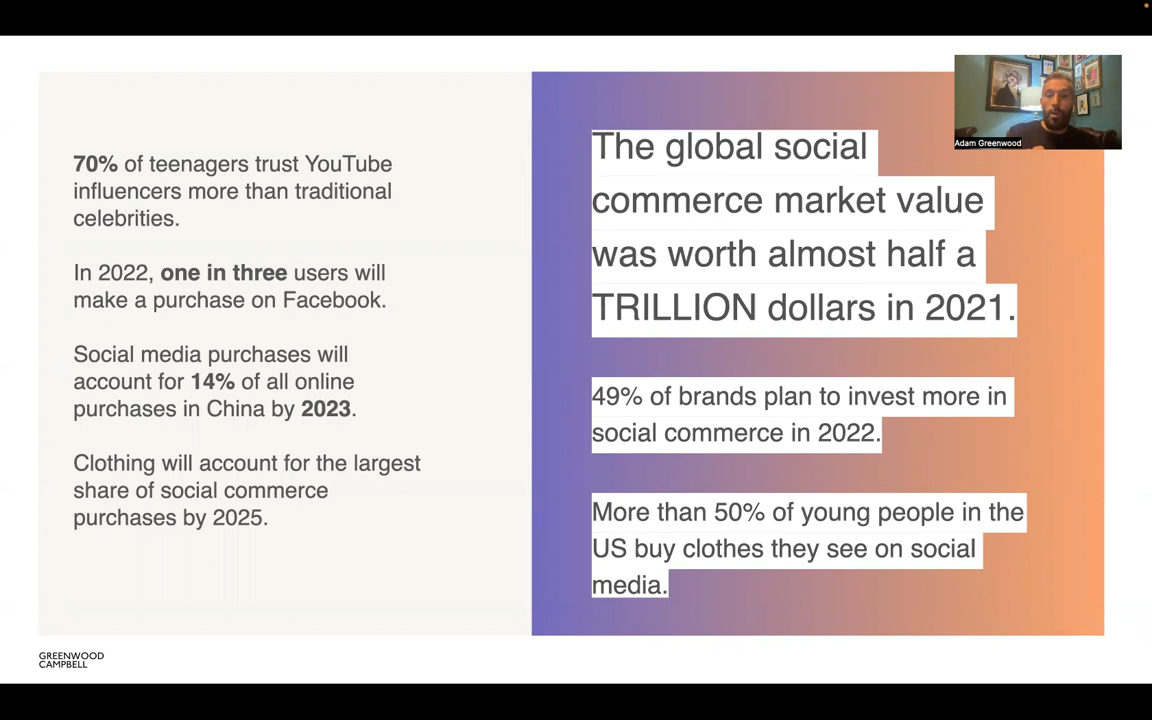 70% of teenagers trust YouTube
influencers more than traditional
celebrities.
In 2022, one in three users will
make a purchase on Facebook.
Social media purchases will
account for 14% of all online
purchases in China by 2023.
Clothing will account for the largest
share of social commerce
purchases by 2025.
The global social
commerce market value
was worth almost half a
TRILLION dollars in 2021.
49% of brands plan to invest more in
social commerce in 2022.
More than 50% of young people in the
US buy clothes they see on social
media.
Adam Greenwood
GREENWOOD
CAMPBELL